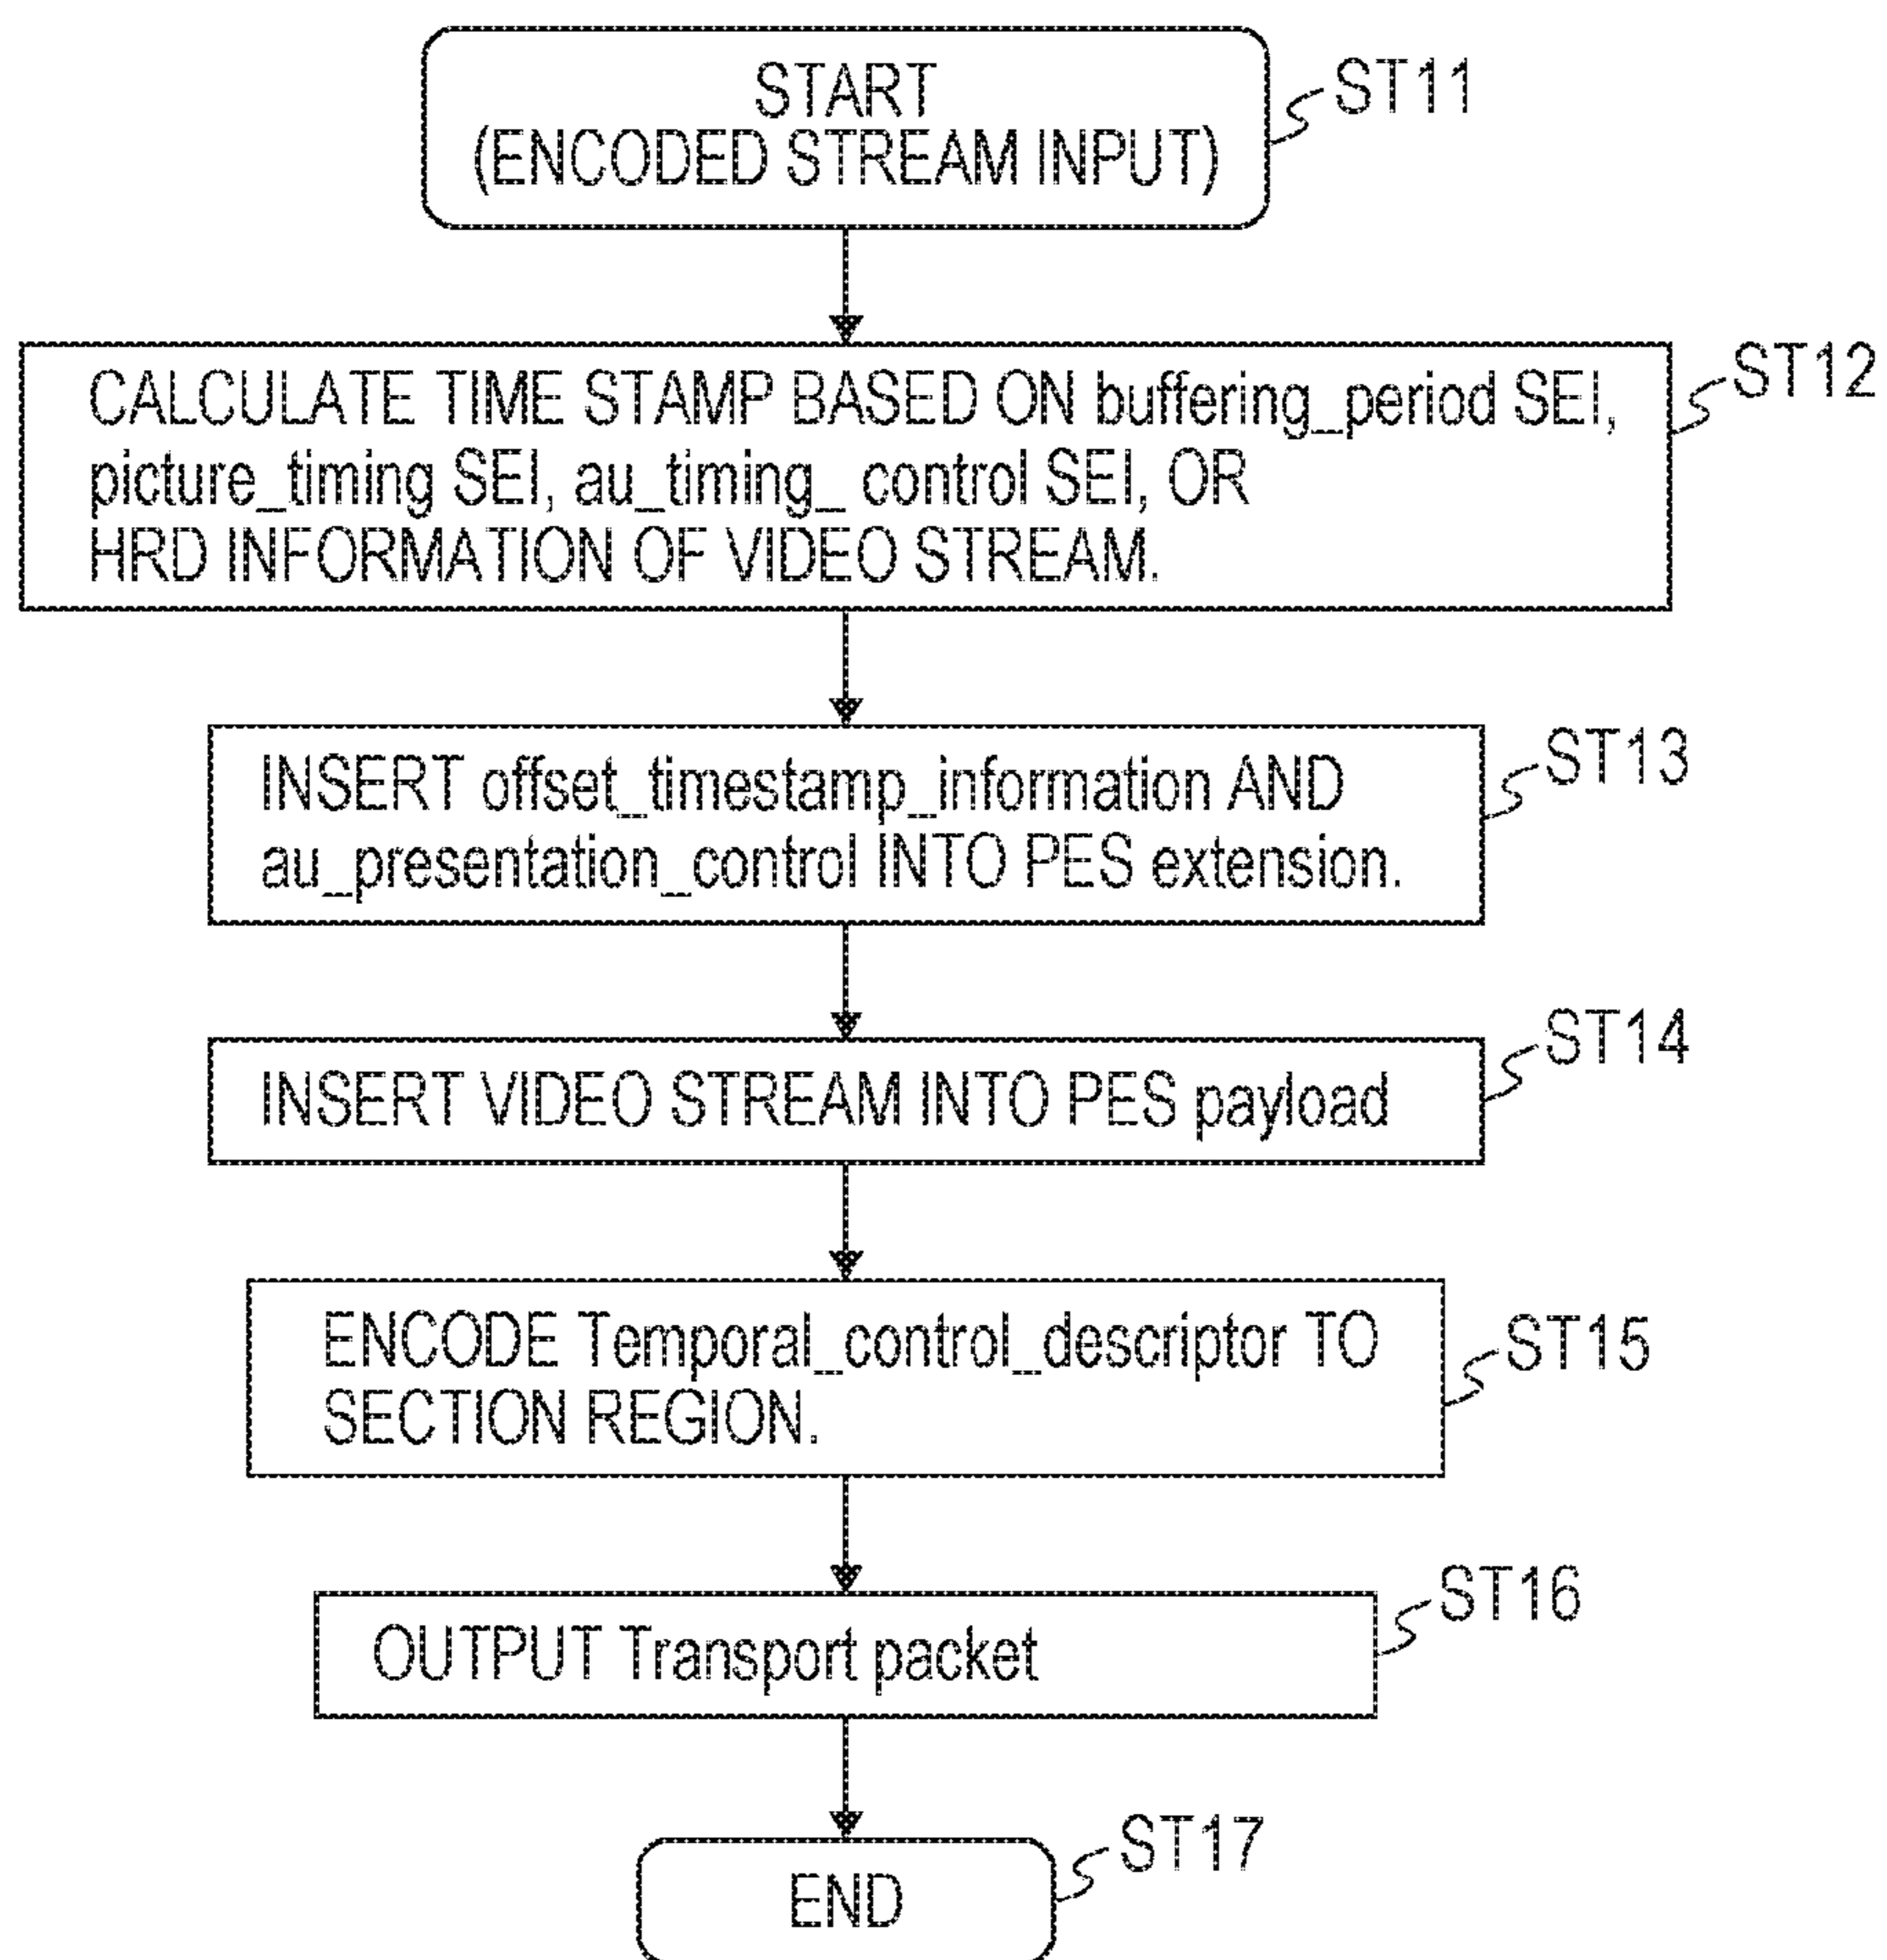 START
(ENCODED STREAM INPUT)
ST11
CALCULATE TIME STAMP BASED ON buffering_period SEI,
picture_timing SEI, au_timing_ control SEI, OR
HRD INFORMATION OF VIDEO STREAM.
ST12
INSERT offset_timestamp_information AND
au_presentation_control INTO PES extension.
ST13
INSERT VIDEO STREAM INTO PES payload
ST14
ENCODE Temporal_control_descriptor TO
SECTION REGION.
ST15
OUTPUT Transport packet
ST16
END
ST17